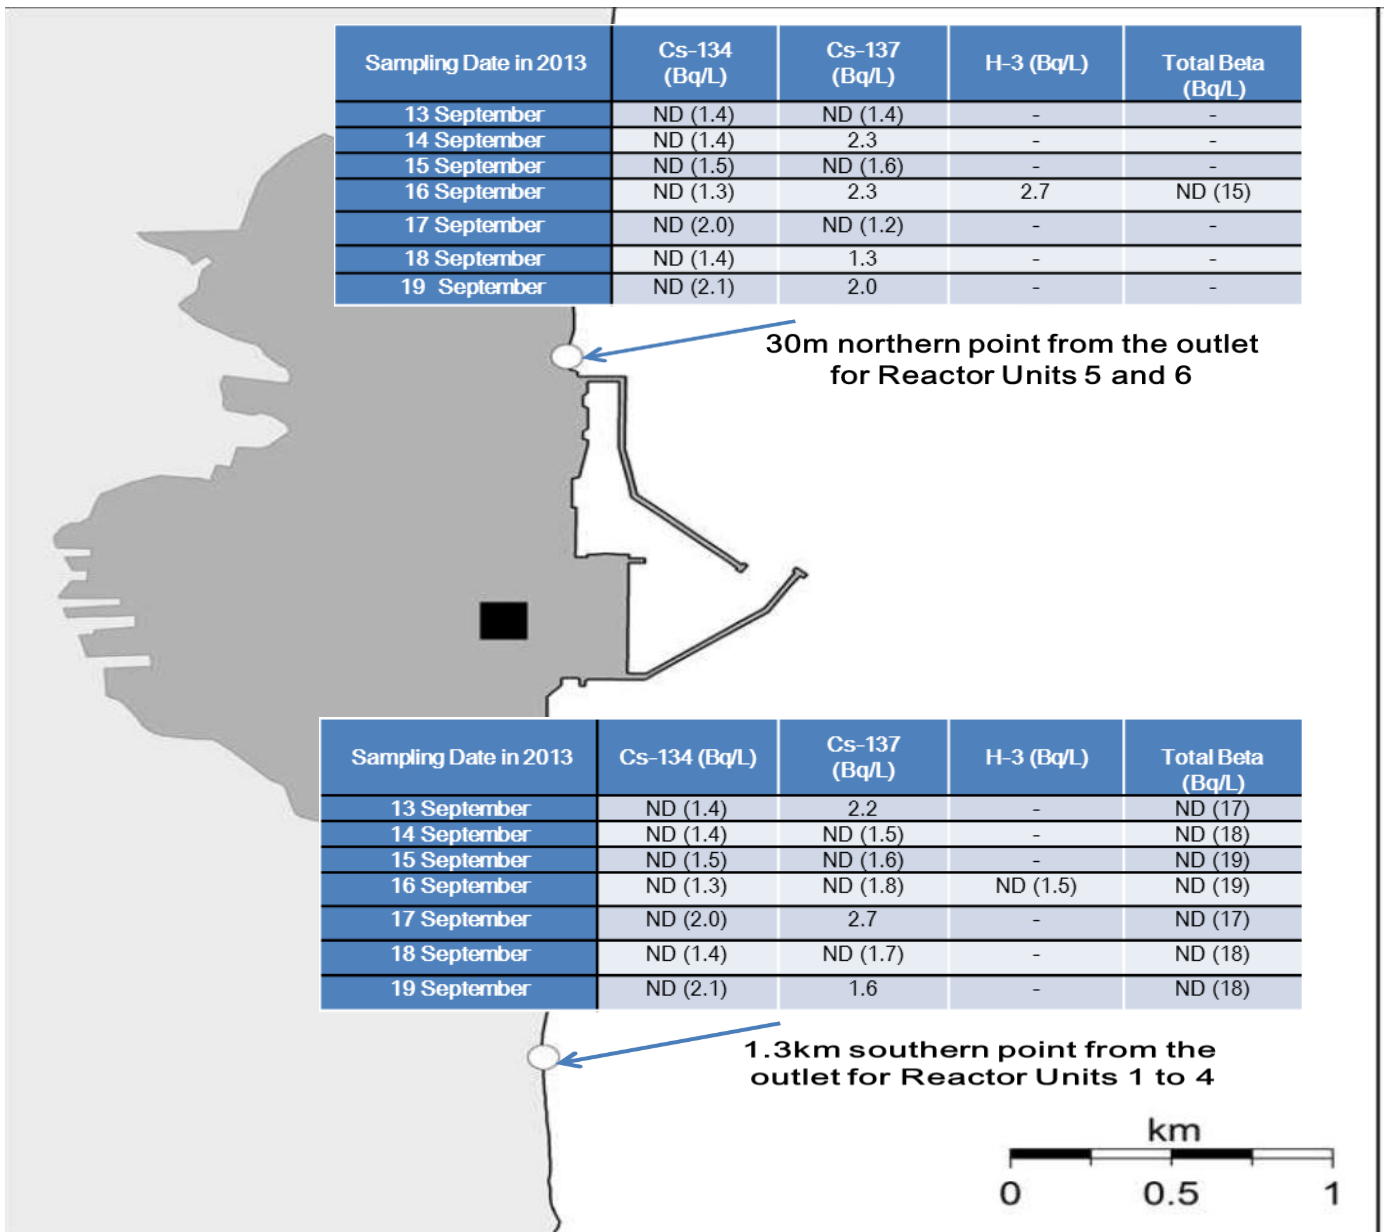 Sampling Date in 2013 Cs-134 (Bq/L) Cs-137 (Bq/L) H-3 (Bq/L) Total Beta (Bq/L)
13 September ND (1.4) ND (1.4) - -
14 September ND (1.4) 2.3 - -
15 September ND (1.5) ND (1.6) - -
16 September ND (1.3) 2.3 2.7 ND (15)
17 September ND (2.0) ND (1.2) - -
18 September ND (1.4) 1.3 - -
19 September ND (2.1) 2.0 - -
30m northern point from the outlet
for Reactor Units 5 and 6
Sampling Date in 2013 Cs-134 (Bq/L) Cs-137 (Bq/L) H-3 (Bq/L) Total Beta (Bq/L)
13 September ND (1.4) 2.2 - ND (17)
14 September ND (1.4) ND (1.5) - ND (18)
15 September ND (1.5) ND (1.6) - ND (19)
16 September ND (1.3) ND (1.8) ND (1.5) ND (19)
17 September ND (2.0) 2.7 - ND (17)
18 September ND (1.4) ND (1.7) - ND (18)
19 September ND (2.1) 1.6 - ND (18)
1.3km southern point from the
outlet for Reactor Units 1 to 4
km
0 0.5 1